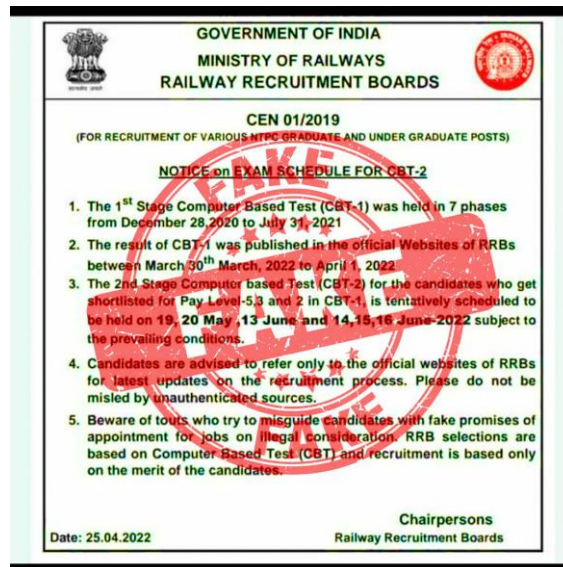 GOVERNMENT OF INDIA
MINISTRY OF RAILWAYS
RAILWAY RECRUITMENT BOARDS
CEN 01/2019
(FOR RECRUITMENT OF VARIOUS NTPC GRADUATE AND UNDER GRADUATE POSTS)
NOTICE on EXAM SCHEDULE FOR CBT-2
1. The 1st Stage Computer Based Test (CBT-1) was held in 7 phases
from December 28,2020 to July 31-2021
2. The result of CBT-1 was published in the official Websites of RRBs
between March 30th March, 2022 to April 1, 2022
3. The 2nd Stage Computer based Test (CBT-2) for the candidates who get
shortlisted for Pay Level-5,3 and 2 in CBT-1, is tentatively scheduled to
be held on 19, 20 May ,13 June and 14,15,16 June-2022 subject to
the prevailing conditions.
4. Candidates are advised to refer only to the official websites of RRBs
for latest updates on the recruitment process. Please do not be
misled by unauthenticated sources.
5. Beware of touts who try to misguide candidates with fake promises of
appointment for jobs on illegal consideration. RRB selections are
based on Computer Based Test (CBT) and recruitment is based only
on the merit of the candidates.
Chairpersons
Date: 25.04.2022 Railway Recruitment Boards
FAKE
FAKE
FAKE